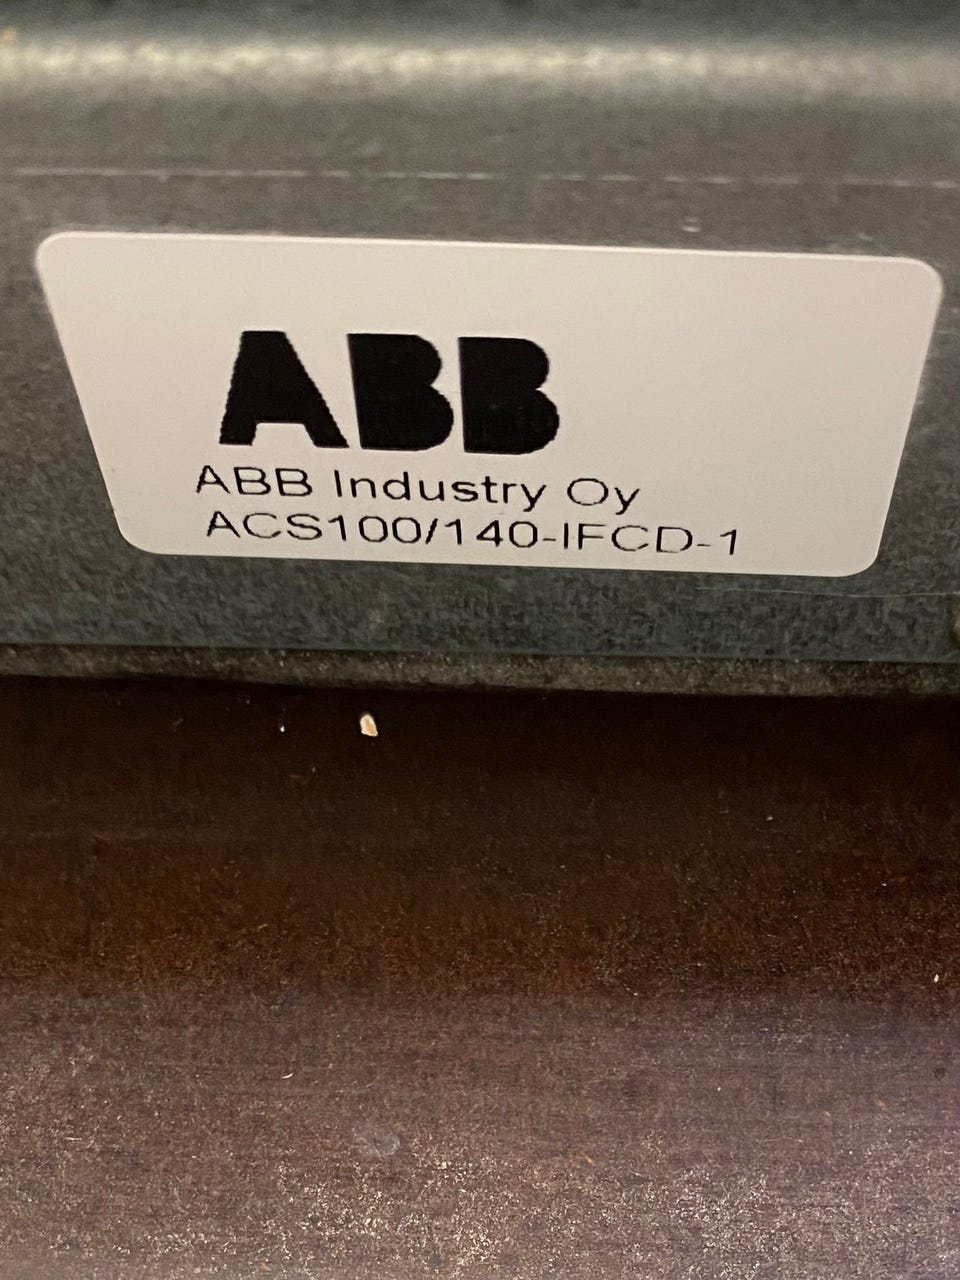 ABB
ABB Industry Oy
ACS100/140-IFCD-1